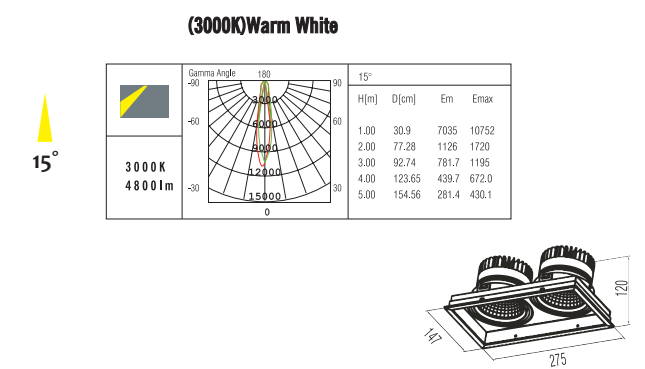 (3000K)Warm White
15°
3000K
4800lm
Gamma Angle 180
-90 90
3000
-60 6000 60
9000
12000
-30 15000 30
0
15°
H[m] D[cm] Em Emax
1.00 30.9 7035 10752
2.00 77.28 1126 1720
3.00 92.74 781.7 1195
4.00 123.65 439.7 672.0
5.00 154.56 281.4 430.1
120
147
275